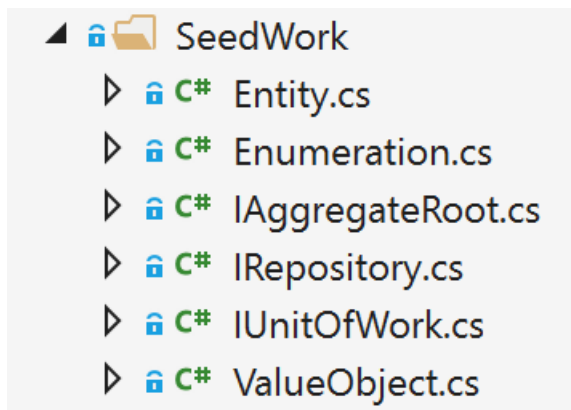 SeedWork
C# Entity.cs
C# Enumeration.cs
C# IAggregateRoot.cs
C# IRepository.cs
C# IUnitOfWork.cs
C# ValueObject.cs